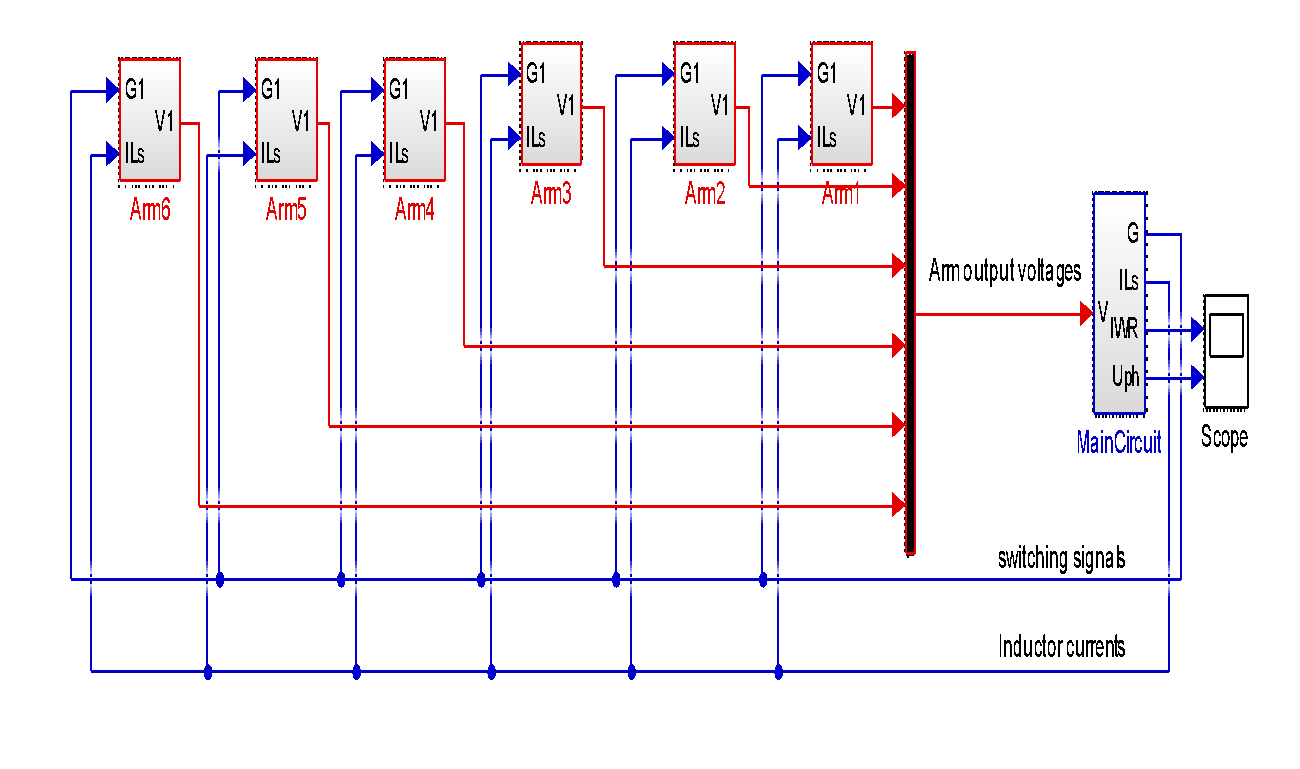 G1
V1
ILs
Arm6
G1
V1
ILs
Arm5
G1
V1
ILs
Arm4
G1
V1
ILs
Arm3
G1
V1
ILs
Arm2
G1
V1
ILs
Arm1
Arm output voltages
G
ILs
V
IWR
Uph
MainCircuit
Scope
switching signals
Inductor currents